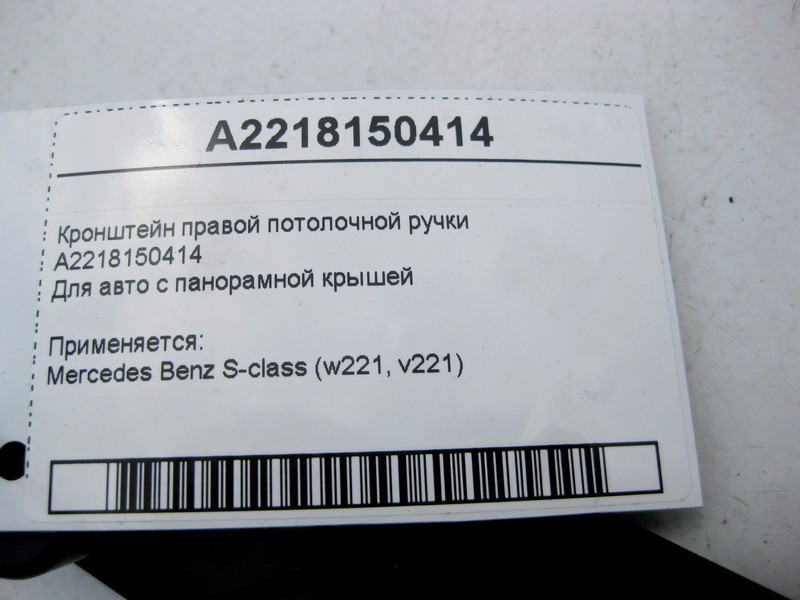 A2218150414
Кронштейн правой потолочной ручки
A2218150414
Для авто с панорамной крышей
Применяется:
Mercedes Benz S-class (w221, v221)